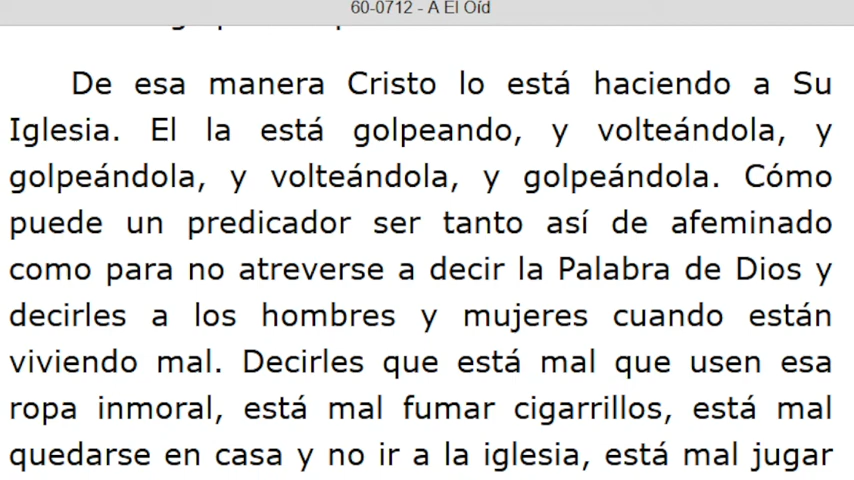 60-0712 - A El Oíd
De esa manera Cristo lo está haciendo a Su
Iglesia. El la está golpeando, y volteándola, y
golpeándola, y volteándola, y golpeándola. Cómo
puede un predicador ser tanto así de afeminado
como para no atreverse a decir la Palabra de Dios y
decirles a los hombres y mujeres cuando están
viviendo mal. Decirles que está mal que usen esa
ropa inmoral, está mal fumar cigarrillos, está mal
quedarse en casa y no ir a la iglesia, está mal jugar